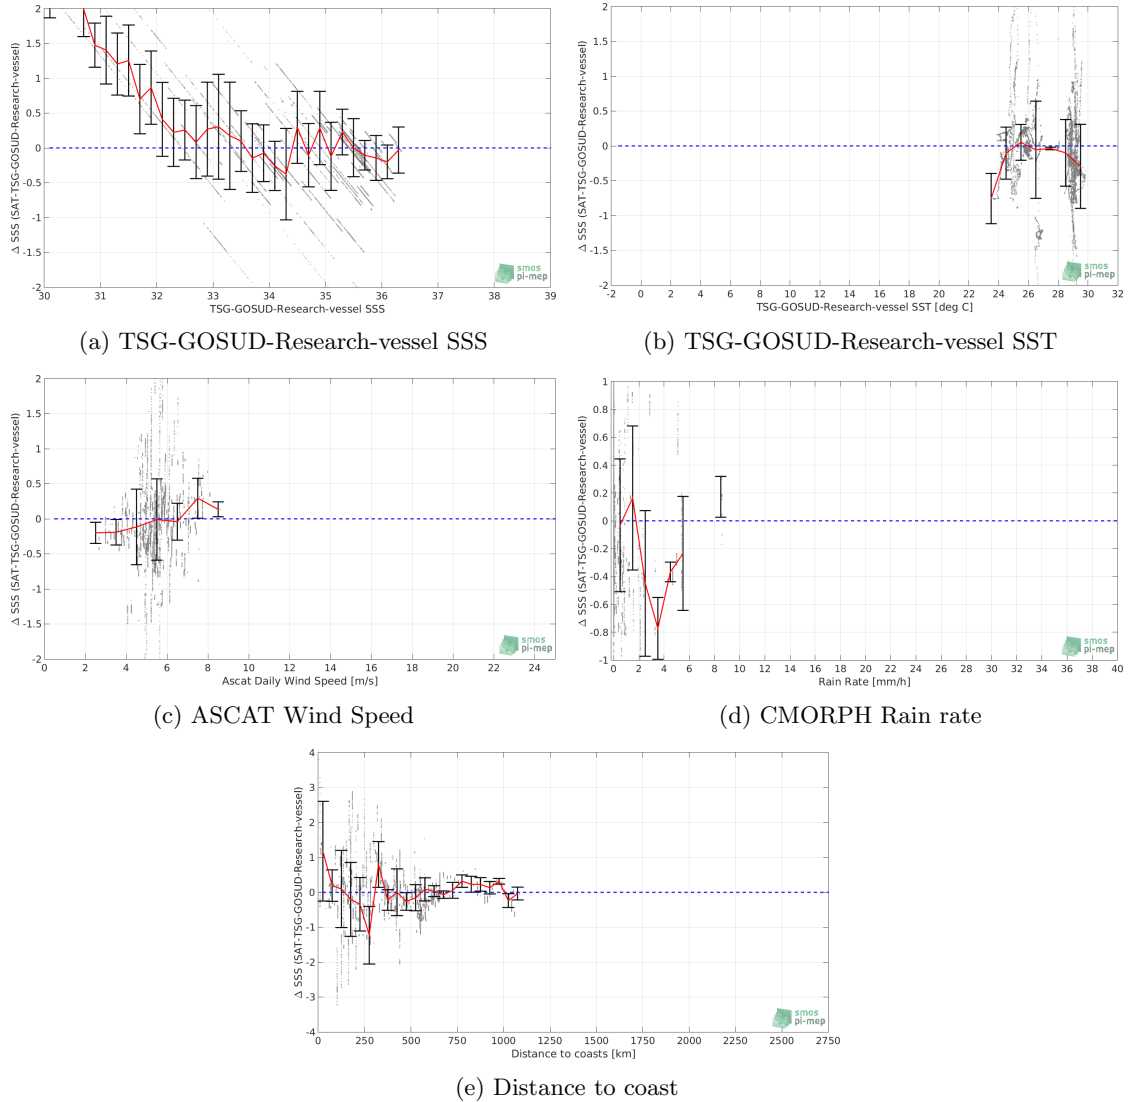 Δ SSS (SAT-TSG-GOSUD-Research-vessel)
2
1.5
1
0.5
0
-0.5
-1
-1.5
-2
30 31 32 33 34 35 36 37 38 39
TSG-GOSUD-Research-vessel SSS
smos
pi-mep
(a) TSG-GOSUD-Research-vessel SSS
Δ SSS (SAT-TSG-GOSUD-Research-vessel)
2
1.5
1
0.5
0
-0.5
-1
-1.5
-2
-2 0 2 4 6 8 10 12 14 16 18 20 22 24 26 28 30 32
TSG-GOSUD-Research-vessel SST [deg C]
smos
pi-mep
(b) TSG-GOSUD-Research-vessel SST
Δ SSS (SAT-TSG-GOSUD-Research-vessel)
2
1.5
1
0.5
0
-0.5
-1
-1.5
-2
0 2 4 6 8 10 12 14 16 18 20 22 24
Ascat Daily Wind Speed [m/s]
smos
pi-mep
(c) ASCAT Wind Speed
Δ SSS (SAT-TSG-GOSUD-Research-vessel)
1
0.8
0.6
0.4
0.2
0
-0.2
-0.4
-0.6
-0.8
-1
0 2 4 6 8 10 12 14 16 18 20 22 24 26 28 30 32 34 36 38 40
Rain Rate [mm/h]
smos
pi-mep
(d) CMORPH Rain rate
Δ SSS (SAT-TSG-GOSUD-Research-vessel)
4
3
2
1
0
-1
-2
-3
-4
0 250 500 750 1000 1250 1500 1750 2000 2250 2500 2750
Distance to coasts [km]
smos
pi-mep
(e) Distance to coast